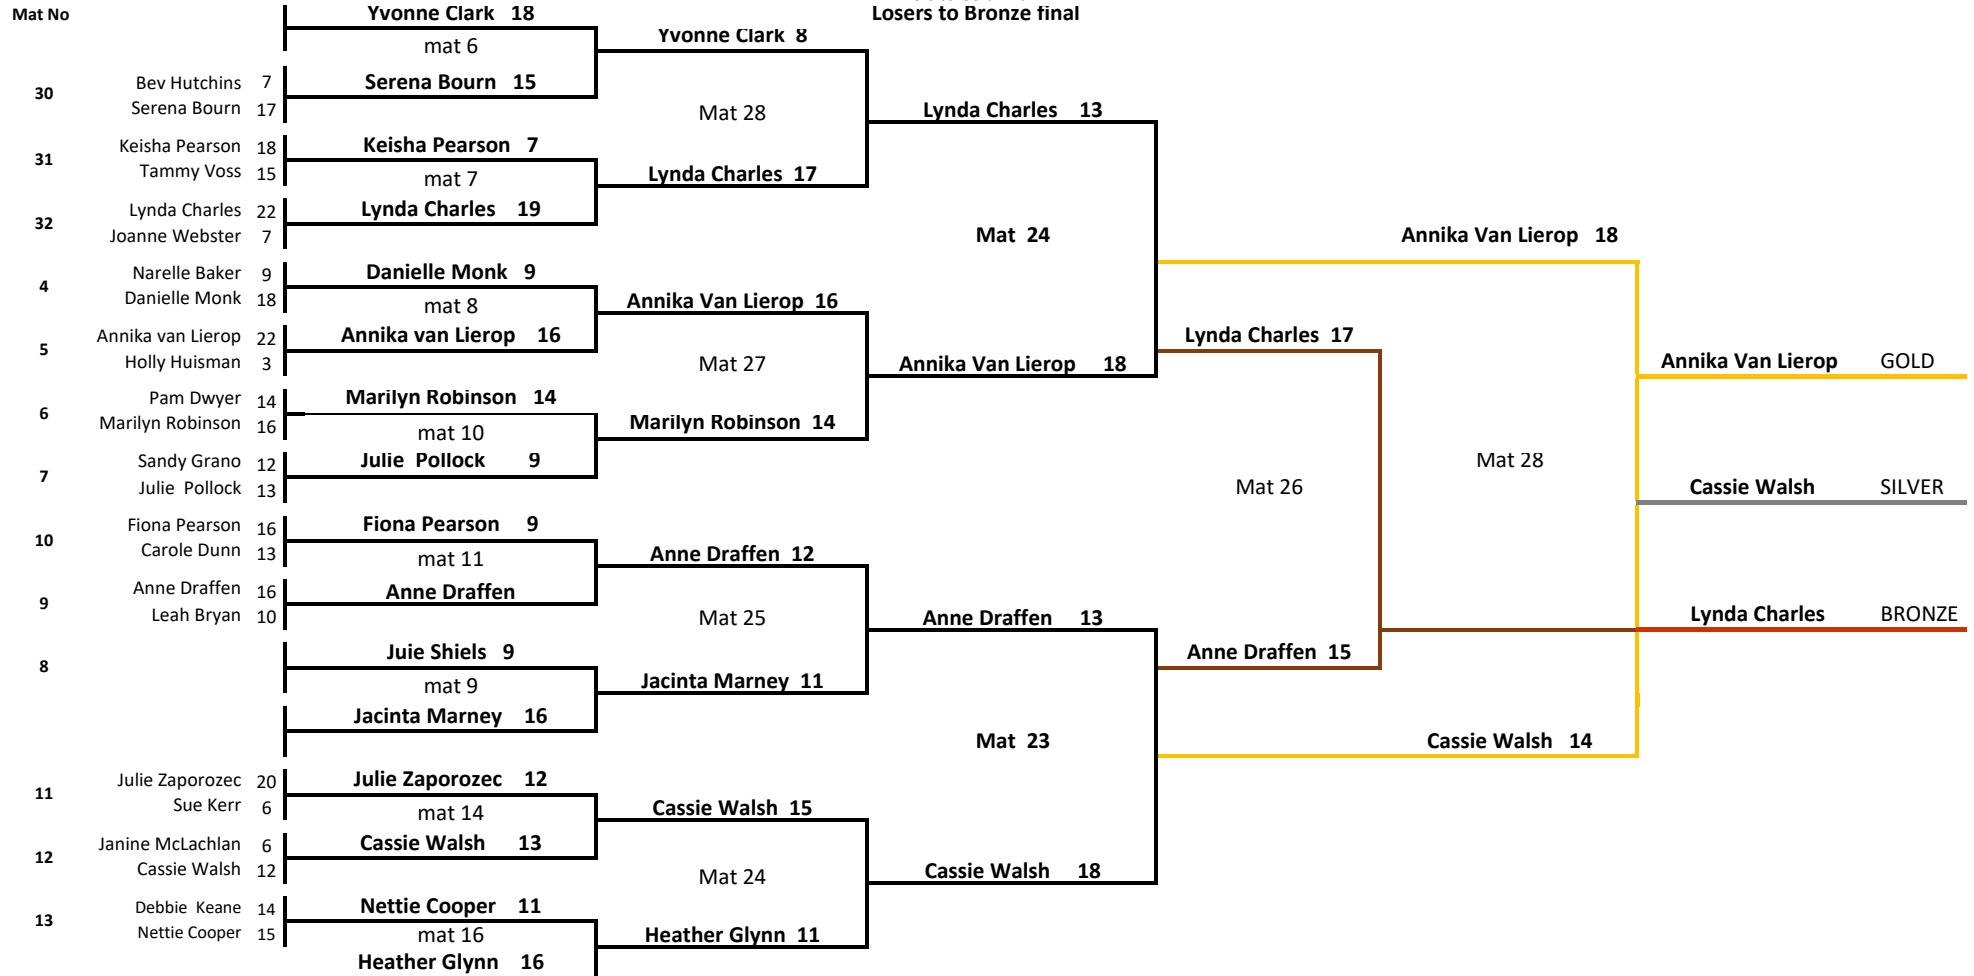 Mat No
Losers to Bronze final
Yvonne Clark 18
mat 6
Serena Bourn 15
30
Bev Hutchins 7
Serena Bourn 17
31
Keisha Pearson 18
Tammy Voss 15
Keisha Pearson 7
mat 7
Lynda Charles 19
32
Lynda Charles 22
Joanne Webster 7
4
Narelle Baker 9
Danielle Monk 18
Danielle Monk 9
mat 8
Annika van Lierop 16
5
Annika van Lierop 22
Holly Huisman 3
6
Pam Dwyer 14
Marilyn Robinson 16
Marilyn Robinson 14
mat 10
Julie Pollock 9
7
Sandy Grano 12
Julie Pollock 13
10
Fiona Pearson 16
Carole Dunn 13
Fiona Pearson 9
mat 11
Anne Draffen
9
Anne Draffen 16
Leah Bryan 10
8
Juie Shiels 9
mat 9
Jacinta Marney 16
11
Julie Zaporozec 20
Sue Kerr 6
Julie Zaporozec 12
mat 14
Cassie Walsh 13
12
Janine McLachlan 6
Cassie Walsh 12
13
Debbie Keane 14
Nettie Cooper 15
Nettie Cooper 11
mat 16
Heather Glynn 16
Yvonne Clark 8
Mat 28
Lynda Charles 17
Annika Van Lierop 16
Mat 27
Marilyn Robinson 14
Anne Draffen 12
Mat 25
Jacinta Marney 11
Cassie Walsh 15
Mat 24
Heather Glynn 11
Lynda Charles 13
Mat 24
Annika Van Lierop 18
Anne Draffen 13
Mat 23
Cassie Walsh 18
Lynda Charles 17
Mat 26
Anne Draffen 15
Annika Van Lierop 18
Mat 28
Cassie Walsh 14
Annika Van Lierop GOLD
Cassie Walsh SILVER
Lynda Charles BRONZE